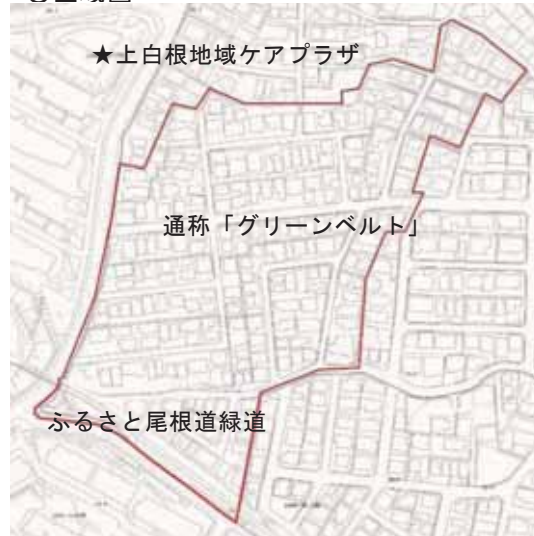 ★上白根地域ケアプラザ
通称「グリーンベルト」
ふるさと尾根道緑道